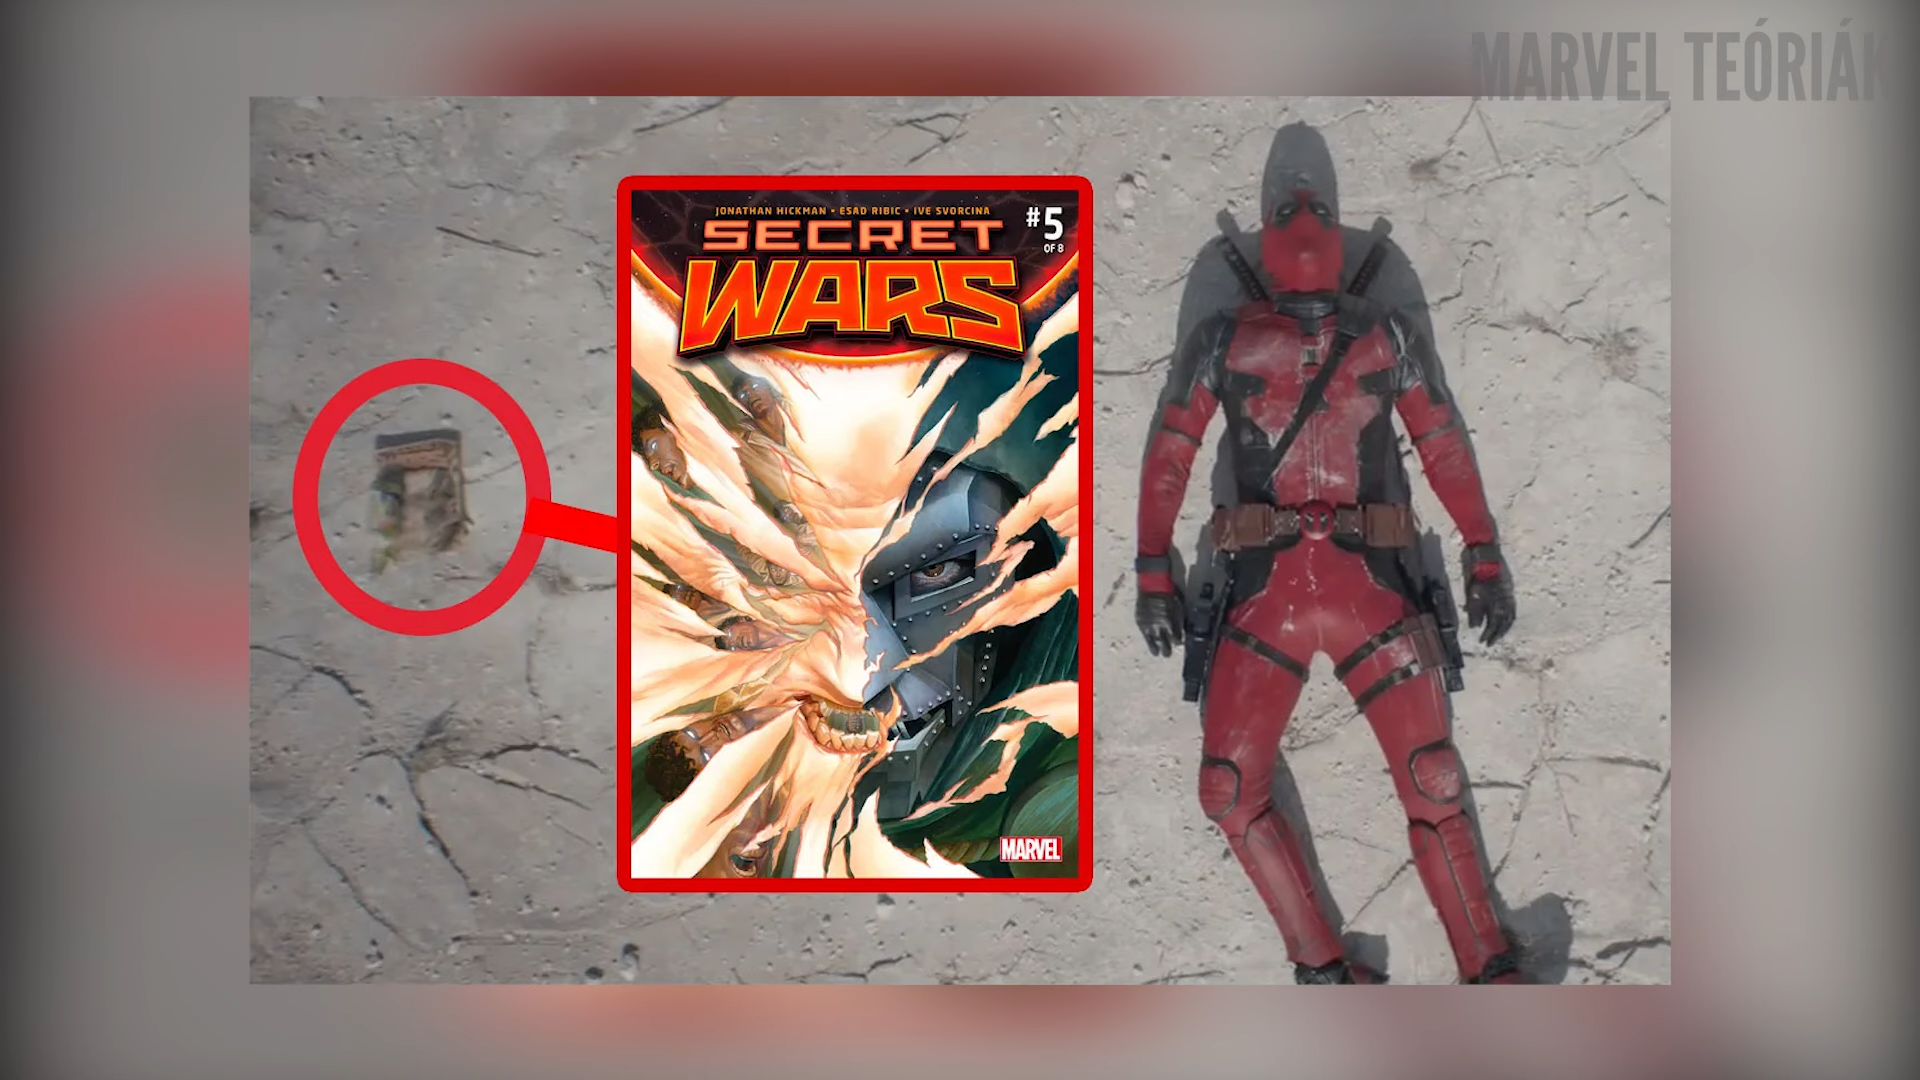 MARVEL TEÓRIÁK
JONATHAN HICKMAN • ESAD RIBIC • IVE SVORCINA
SECRET
WARS
#5
OF 8
MARVEL